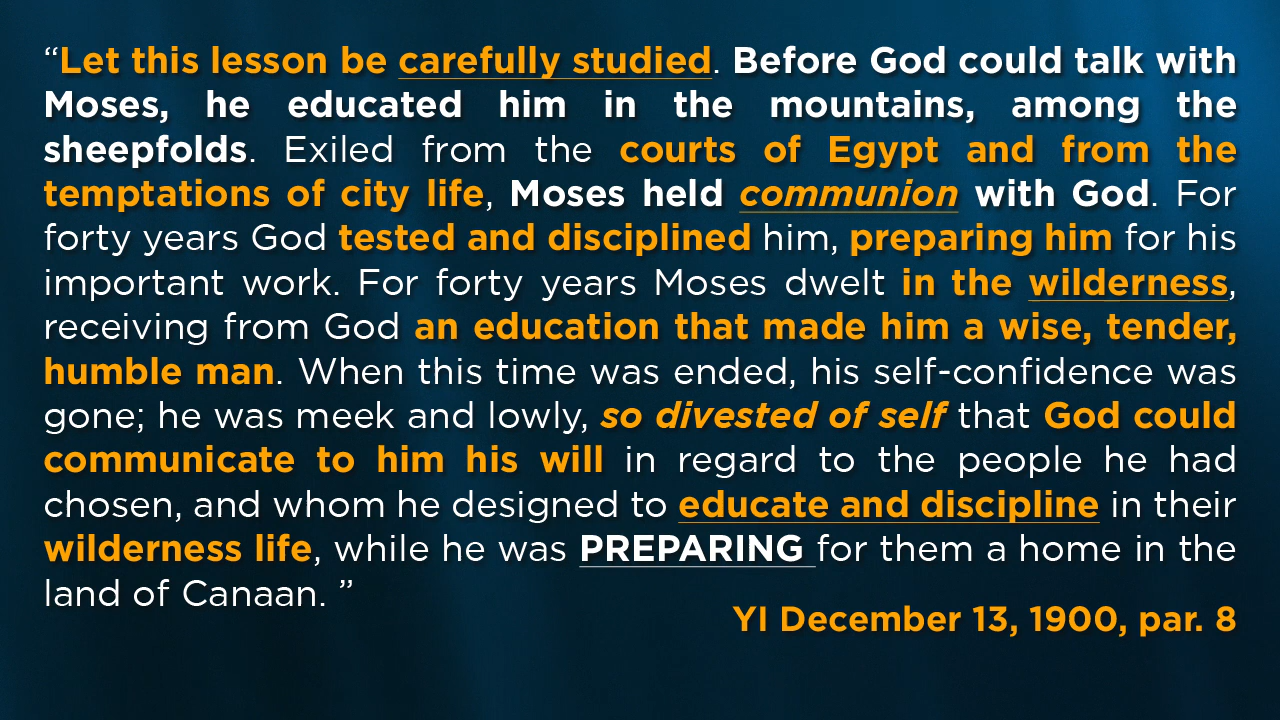 “Let this lesson be carefully studied. Before God could talk with
Moses, he educated him in the mountains, among the
sheepfolds. Exiled from the courts of Egypt and from the
temptations of city life, Moses held communion with God. For
forty years God tested and disciplined him, preparing him for his
important work. For forty years Moses dwelt in the wilderness,
receiving from God an education that made him a wise, tender,
humble man. When this time was ended, his self-confidence was
gone; he was meek and lowly, so divested of self that God could
communicate to him his will in regard to the people he had
chosen, and whom he designed to educate and discipline in their
wilderness life, while he was PREPARING for them a home in the
land of Canaan. ”
YI December 13, 1900, par. 8